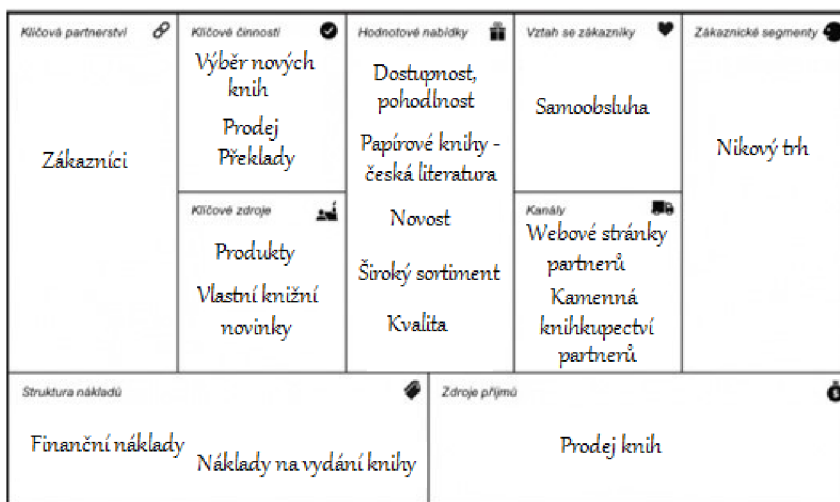 Klíčová partnerství
Zákazníci
Klíčové činnosti
Výběr nových
knih
Prodej
Překlady
Klíčové zdroje
Produkty
Vlastní knižní
novinky
Hodnotové nabídky
Dostupnost,
pohodlnost
Papírové knihy -
česká literatura
Novost
Široký sortiment
Kvalita
Vztah se zákazníky
Samoobsluha
Kanály
Webové stránky
partnerů
Kamenná
knihkupectví
partnerů
Zákaznické segmenty
Nikový trh
Struktura nákladů
Finanční náklady
Náklady na vydání knihy
Zdroje příjmů
Prodej knih